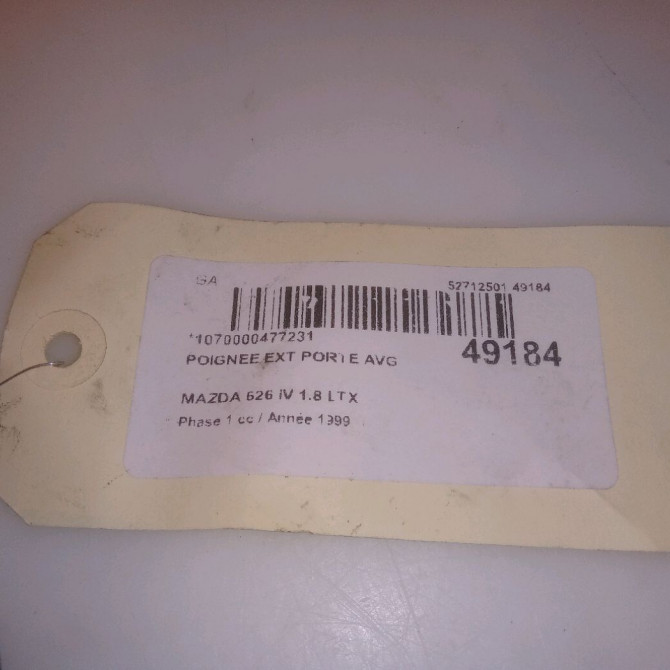 GA 52712501 49184
*1070000477231
49184
POIGNEE EXT PORTE AVG
MAZDA 626 IV 1.8 LTX
Phase 1 cc / Année 1999